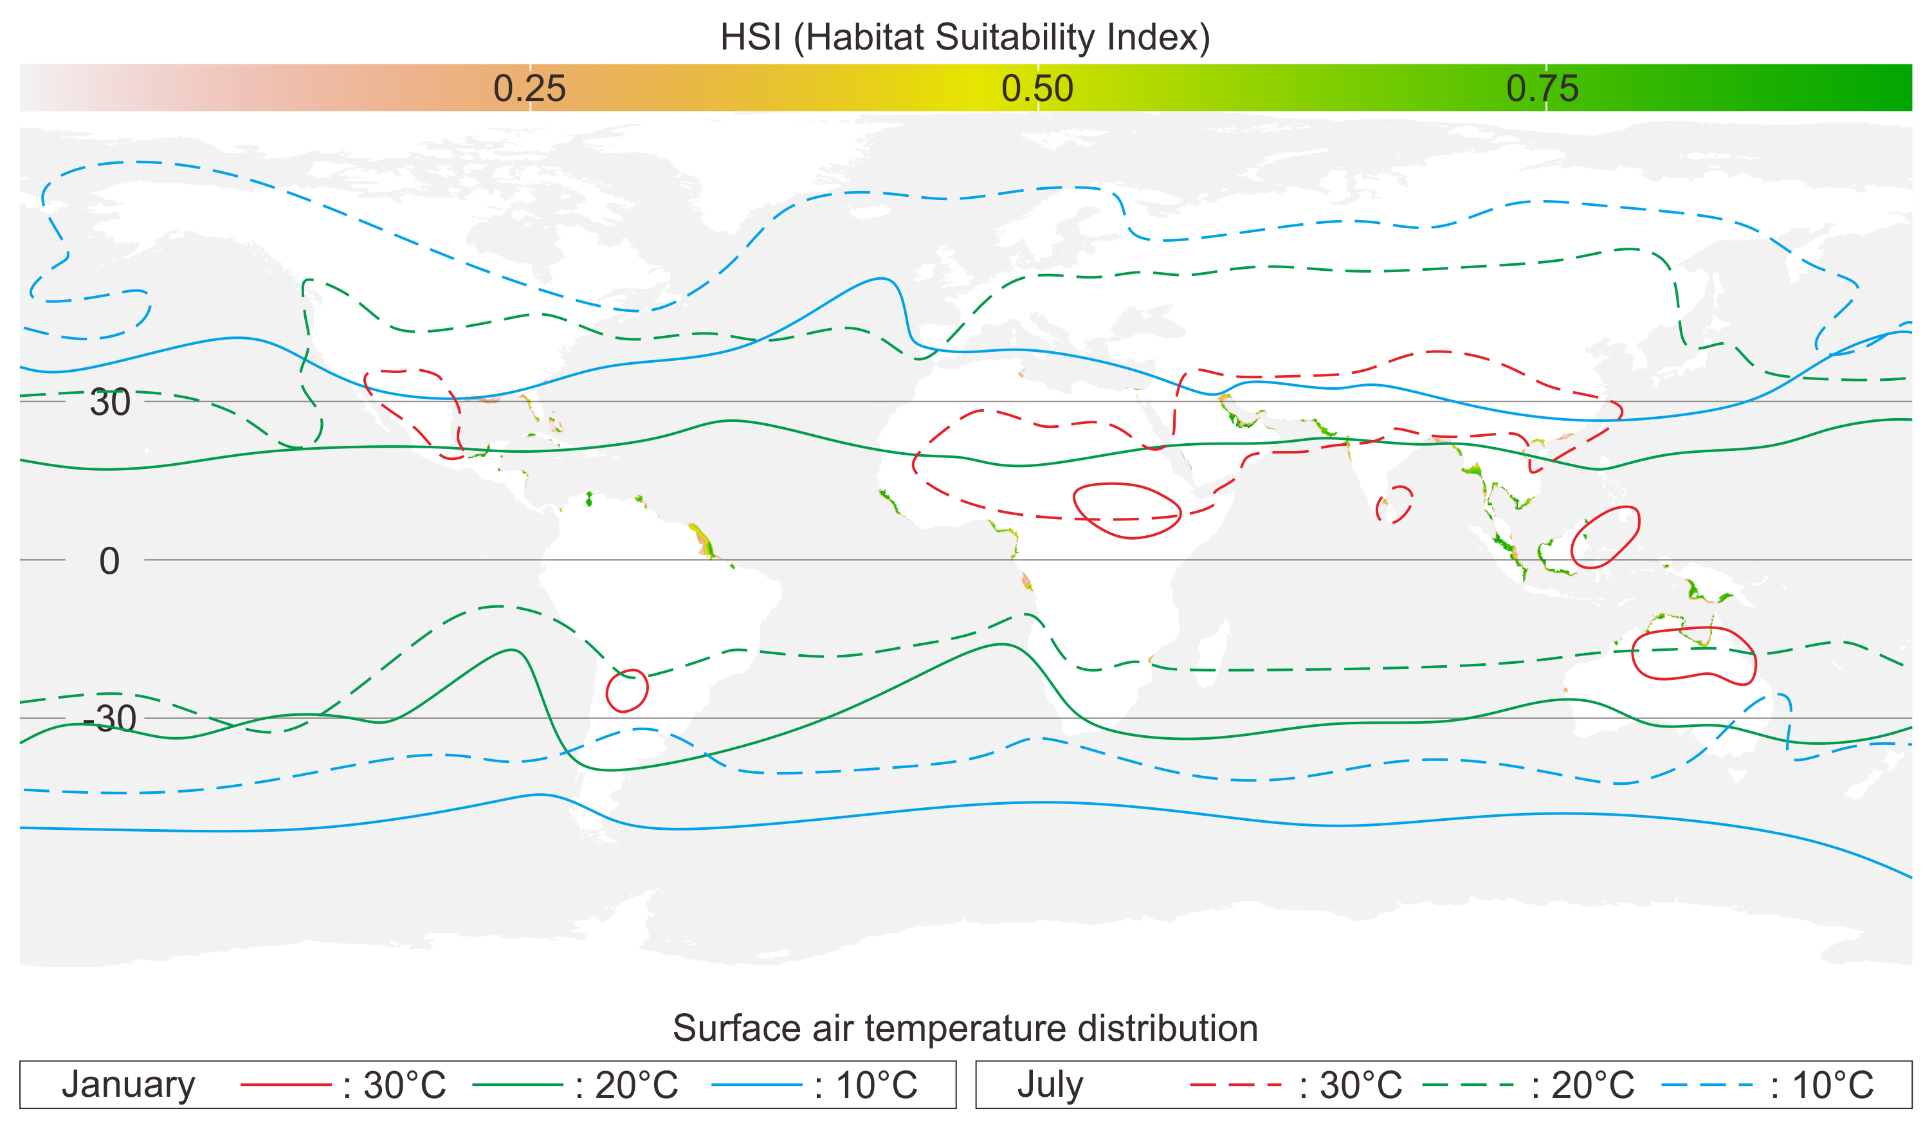 HSI (Habitat Suitability Index)
0.25 0.50 0.75
30
0
-30
Surface air temperature distribution
January : 30°C : 20°C : 10°C July : 30°C : 20°C : 10°C